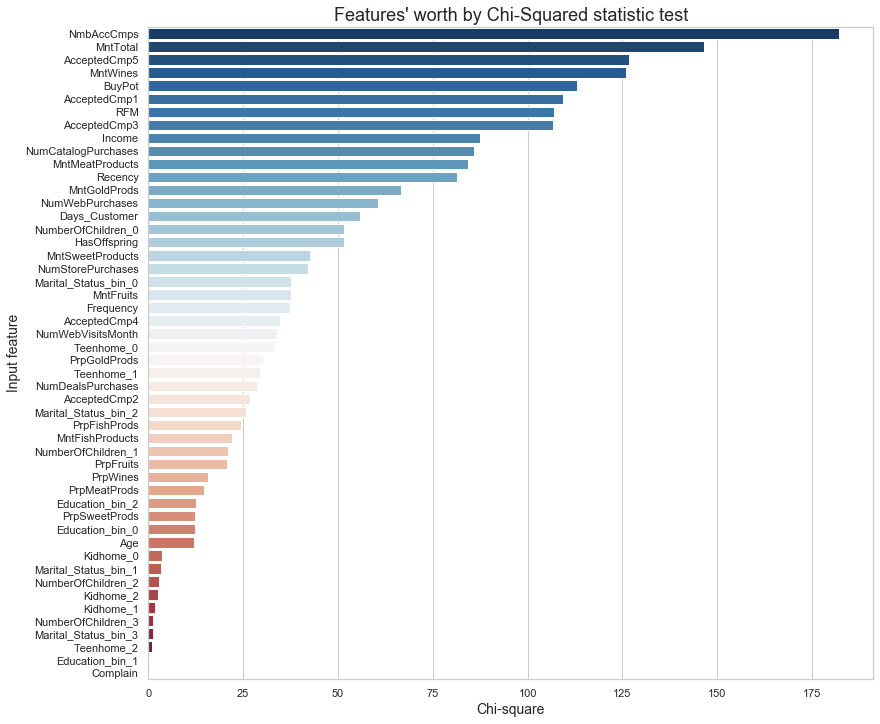 Features' worth by Chi-Squared statistic test
NmbAccCmps
MntTotal
AcceptedCmp5
MntWines
BuyPot
AcceptedCmp1
RFM
AcceptedCmp3
Income
NumCatalogPurchases
MntMeatProducts
Recency
MntGoldProds
NumWebPurchases
Days_Customer
NumberOfChildren_0
HasOffspring
MntSweetProducts
NumStorePurchases
Marital_Status_bin_0
MntFruits
Frequency
AcceptedCmp4
NumWebVisitsMonth
Teenhome_0
PrpGoldProds
Teenhome_1
NumDealsPurchases
AcceptedCmp2
Marital_Status_bin_2
PrpFishProds
MntFishProducts
NumberOfChildren_1
PrpFruits
PrpWines
PrpMeatProds
Education_bin_2
PrpSweetProds
Education_bin_0
Age
Kidhome_0
Marital_Status_bin_1
NumberOfChildren_2
Kidhome_2
Kidhome_1
NumberOfChildren_3
Marital_Status_bin_3
Teenhome_2
Education_bin_1
Complain
Input feature
0 25 50 75 100 125 150 175
Chi-square